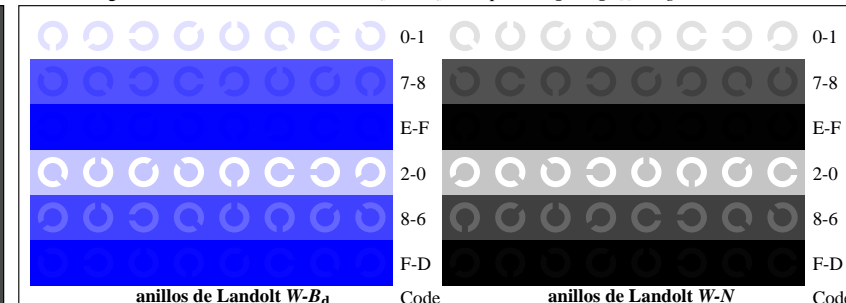 0-1 0-1
7-8 7-8
E-F E-F
2-0 2-0
8-6 8-6
F-D F-D
anillos de Landolt W-Bd Code anillos de Landolt W-N Code